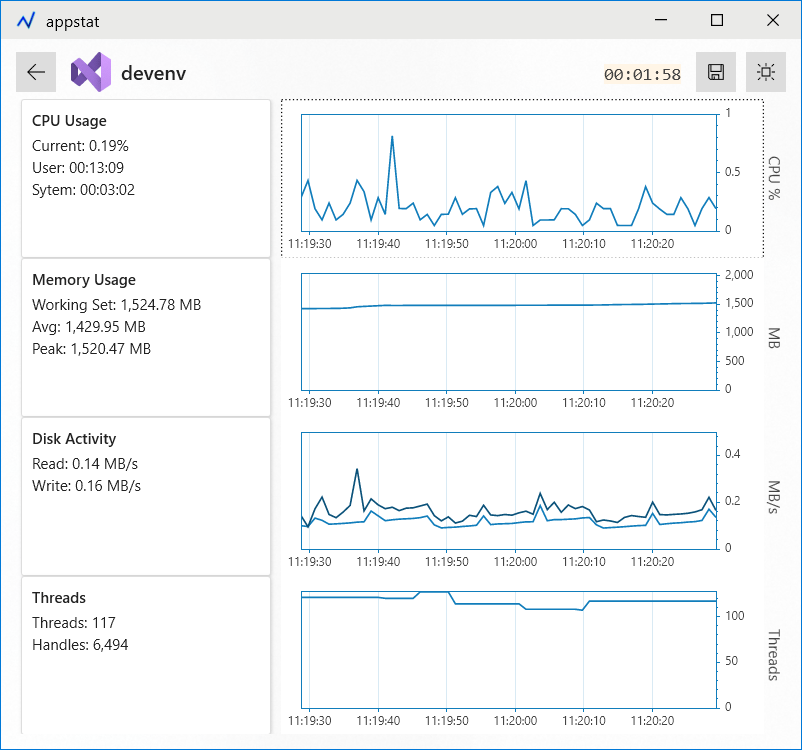 appstat
devenv
00:01:58
CPU Usage
Current: 0.19%
User: 00:13:09
Sytem: 00:03:02
1
0.5
0
CPU %
11:19:30 11:19:40 11:19:50 11:20:00 11:20:10 11:20:20
Memory Usage
Working Set: 1,524.78 MB
Avg: 1,429.95 MB
Peak: 1,520.47 MB
2,000
1,500
1,000
500
0
MB
11:19:30 11:19:40 11:19:50 11:20:00 11:20:10 11:20:20
Disk Activity
Read: 0.14 MB/s
Write: 0.16 MB/s
0.4
0.2
0
MB/s
11:19:30 11:19:40 11:19:50 11:20:00 11:20:10 11:20:20
Threads
Threads: 117
Handles: 6,494
100
50
0
Threads
11:19:30 11:19:40 11:19:50 11:20:00 11:20:10 11:20:20